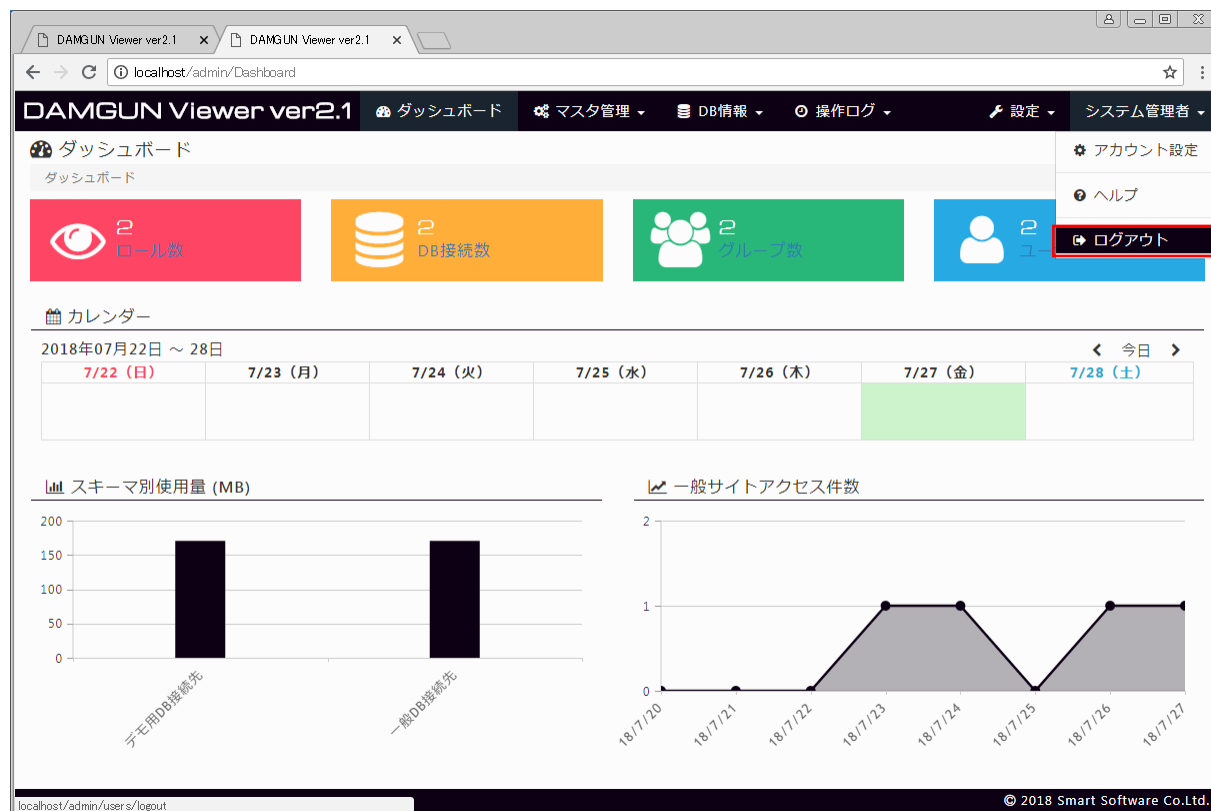 DAMGUN Viewer ver2.1
DAMGUN Viewer ver2.1
localhost/admin/Dashboard
DAMGUN Viewer ver2.1 ダッシュボード マスタ管理 DB情報 操作ログ 設定 システム管理者
ダッシュボード
アカウント設定
ダッシュボード
ヘルプ
2
ロール数
2
DB接続数
2
グループ数
2
ユー
ログアウト
カレンダー
2018年07月22日 ～ 28日 今日
7/22（日） 7/23（月） 7/24（火） 7/25（水） 7/26（木） 7/27（金） 7/28（土）
スキーマ別使用量 (MB)
200
150
100
50
0
デモ用DB接続先
一般DB接続先
一般サイトアクセス件数
2
1
0
18/7/20
18/7/21
18/7/22
18/7/23
18/7/24
18/7/25
18/7/26
18/7/27
localhost/admin/users/logout
© 2018 Smart Software Co.Ltd.